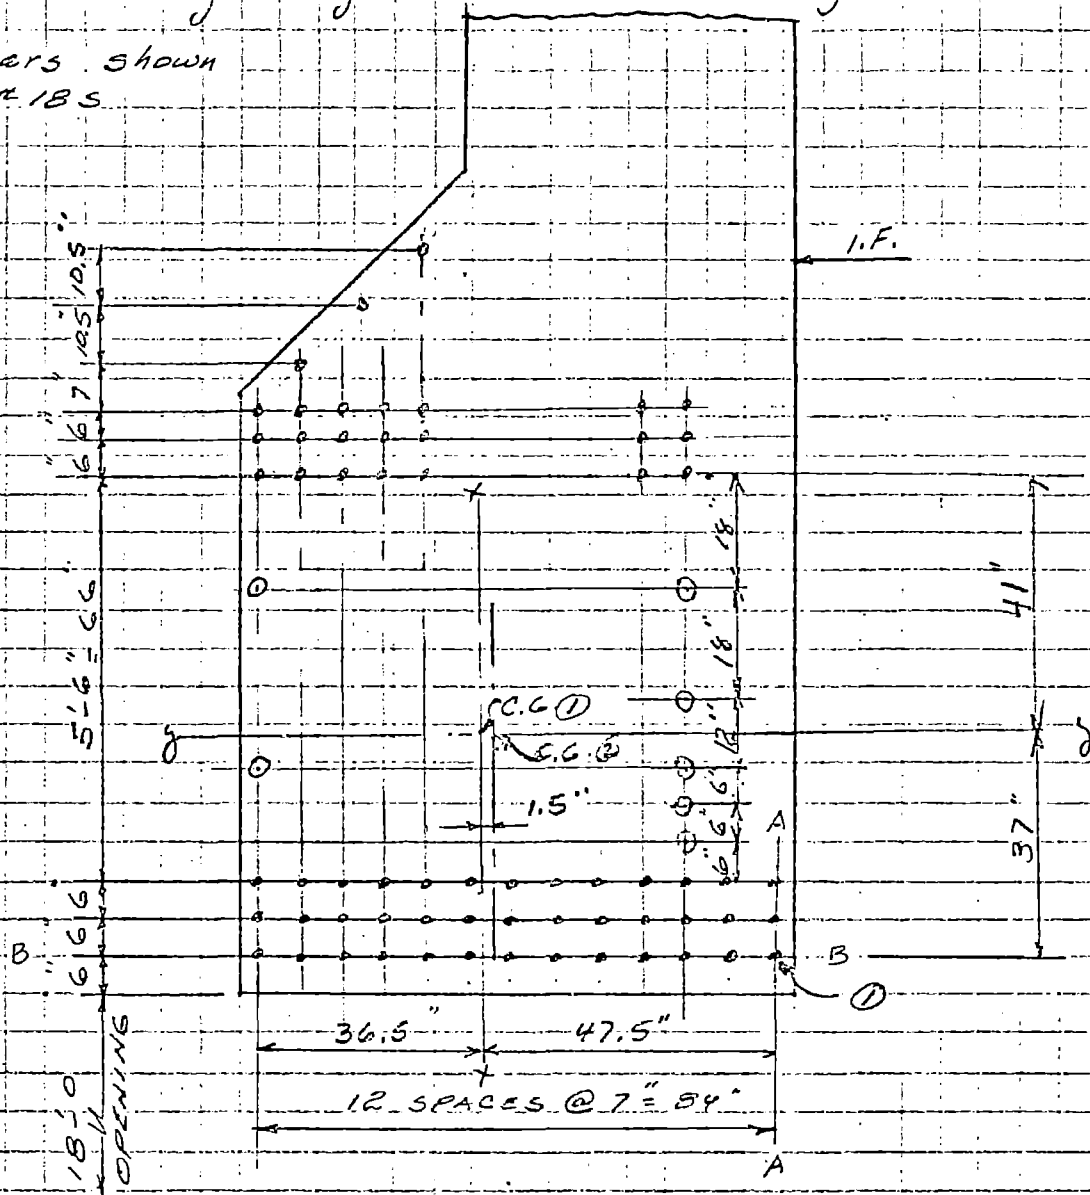 ers shown
18 S
I.F.
10.5"
10.5"
7"
6"
6"
18"
41"
18"
5'-6" = 66"
C.G ①
12"
y
y
C.G. ②
6"
1.5"
6"
A
37"
6"
6
6
B
B
6"
①
36.5"
47.5"
x
x
12 SPACES @ 7" = 84"
18'-0"
OPENING
A